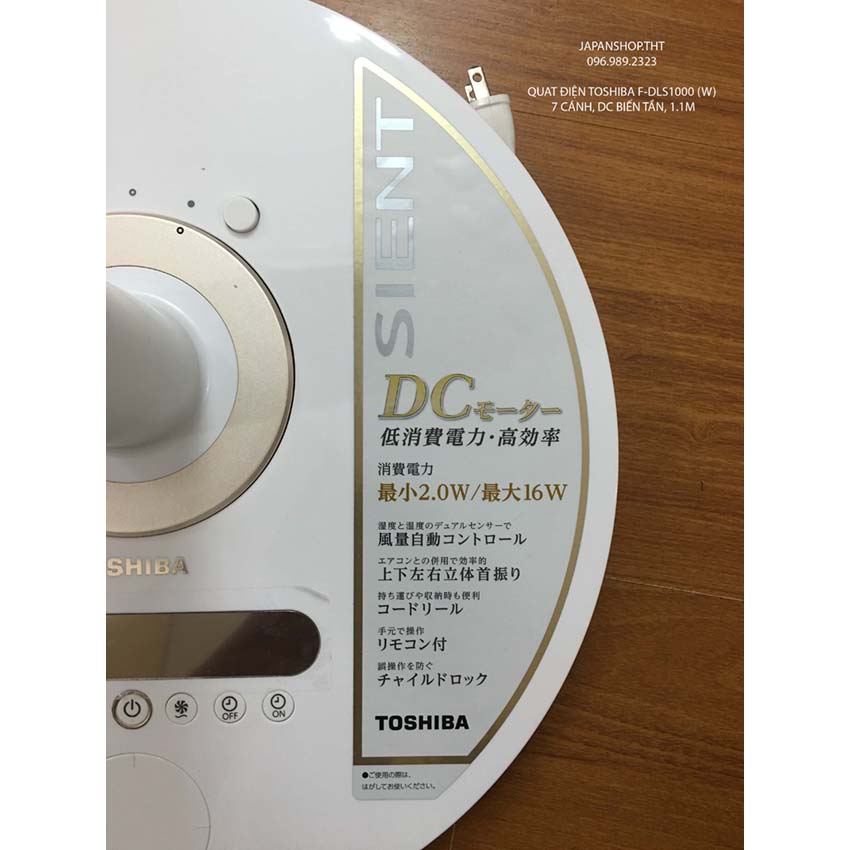 JAPANSHOP.THT
096.989.2323
QUAT ĐIỆN TOSHIBA F-DLS1000 (W)
7 CÁNH, DC BIẾN TẦN, 1.1M
SIENT
DCモーター
低消費電力・高効率
消費電力
最小2.0W/最大16W
湿度と温度のデュアルセンサーで
風量自動コントロール
エアコンとの併用で効率的
上下左右立体首振り
持ち運びや収納時も便利
コードリール
手元で操作
リモコン付
誤操作を防ぐ
チャイルドロック
TOSHIBA
●ご使用の際は、
はがしてお使いください。
SHIBA
OFF
ON